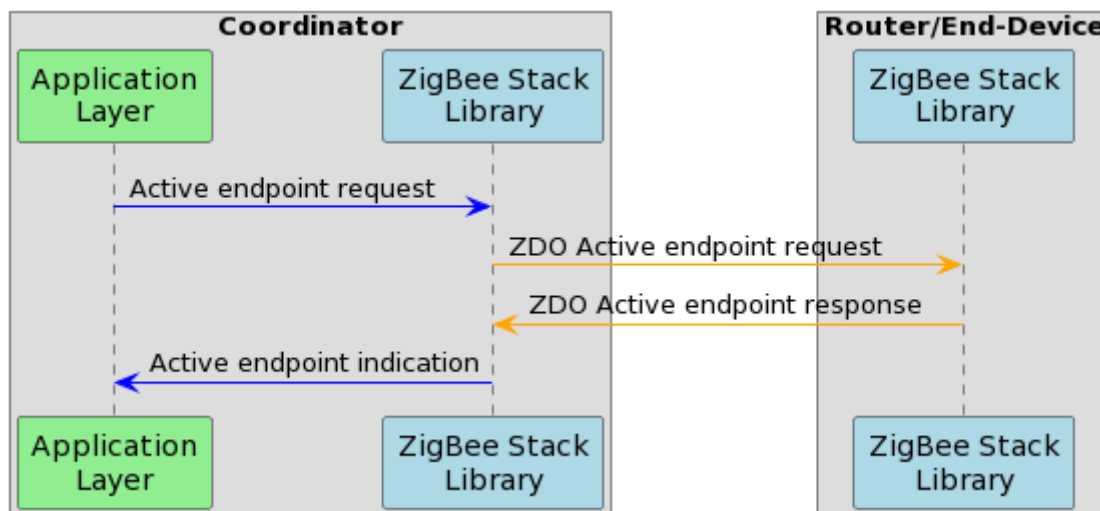 Coordinator
Router/End-Device
Application
Layer
ZigBee Stack
Library
ZigBee Stack
Library
Active endpoint request
ZDO Active endpoint request
ZDO Active endpoint response
Active endpoint indication
Application
Layer
ZigBee Stack
Library
ZigBee Stack
Library